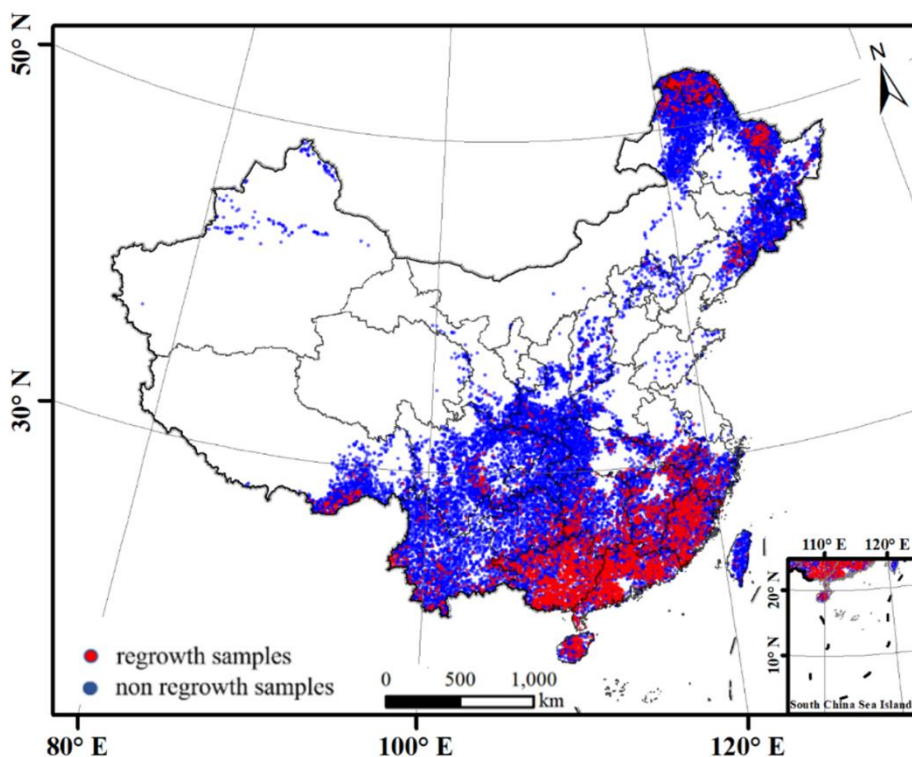 50° N
N
30° N
110° E 120° E
20° N
10° N
South China Sea Island
regrowth samples
non regrowth samples
0 500 1,000
km
80° E 100° E 120° E